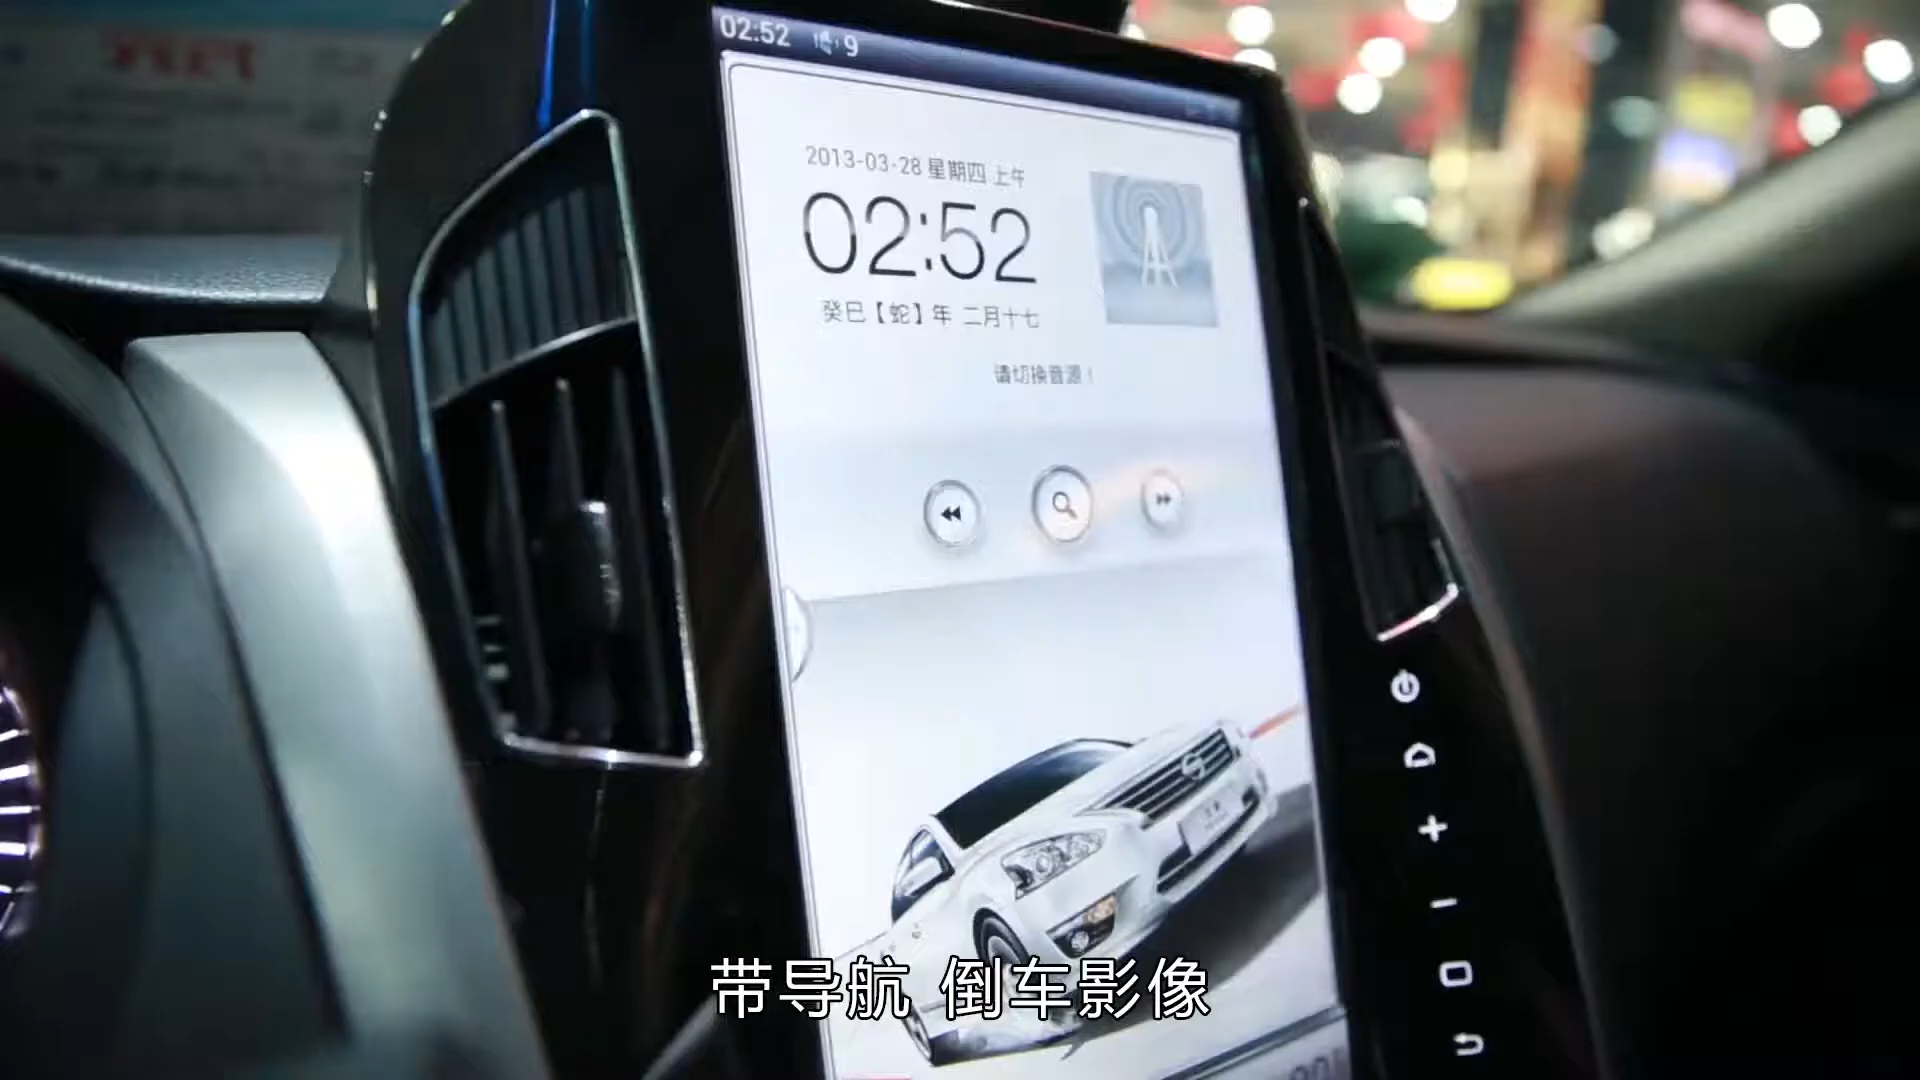 02:52 9
2013-03-28 星期四 上午
02:52
癸巳【蛇】年 二月十七
请切换音源！
带导航 倒车影像